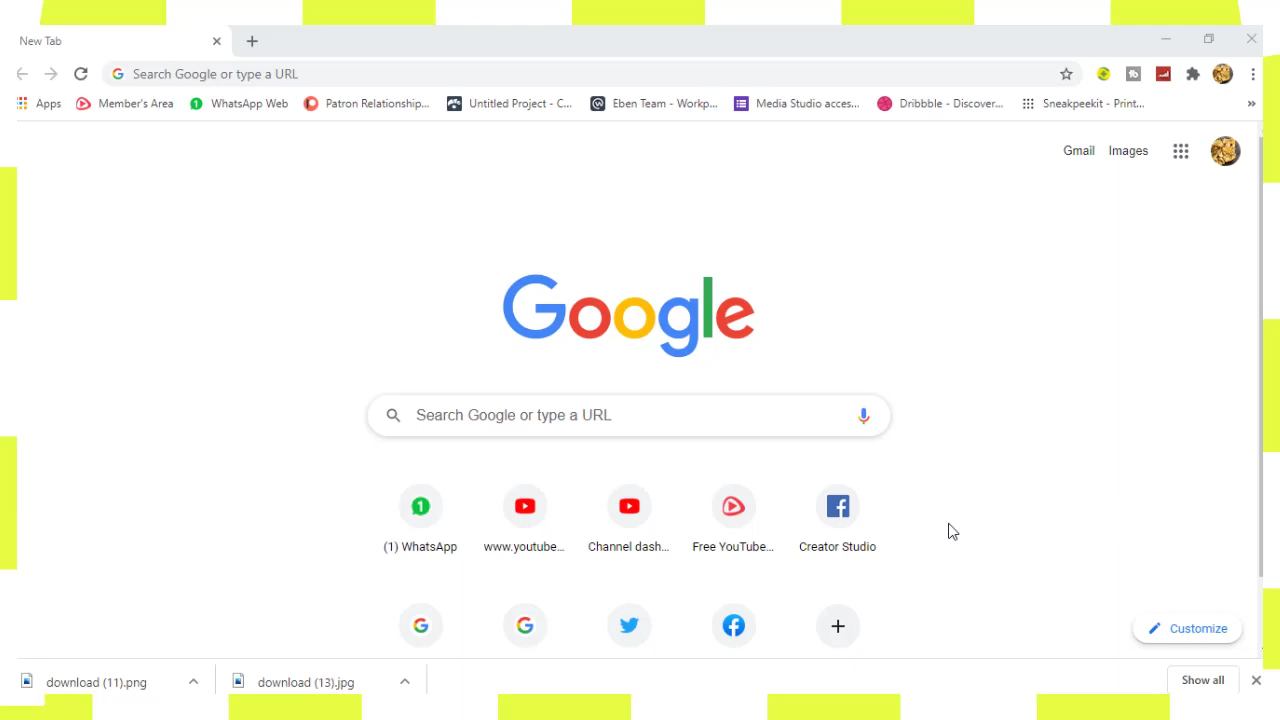 New Tab
Search Google or type a URL
Apps Member's Area WhatsApp Web Patron Relationship... Untitled Project - C... Eben Team - Workp... Media Studio acces... Dribbble - Discover... Sneakpeekit - Print... »
Gmail Images
Google
Search Google or type a URL
1
(1) WhatsApp www.youtube... Channel dash... Free YouTube... Creator Studio
Customize
download (11).png download (13).jpg Show all